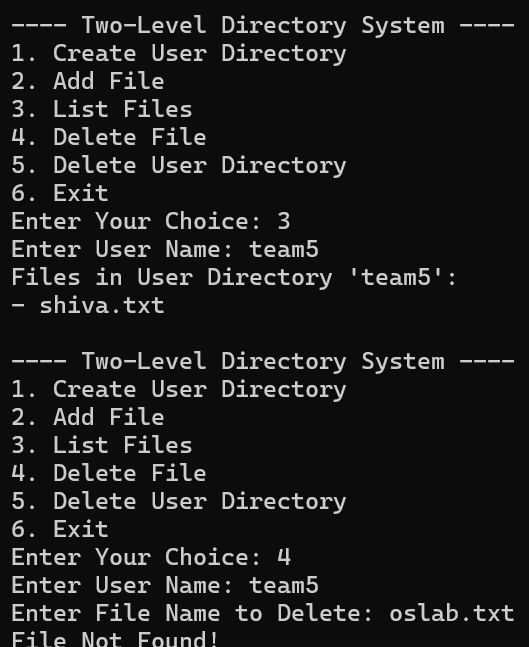 ---- Two-Level Directory System ----
1. Create User Directory
2. Add File
3. List Files
4. Delete File
5. Delete User Directory
6. Exit
Enter Your Choice: 3
Enter User Name: team5
Files in User Directory 'team5':
- shiva.txt
---- Two-Level Directory System ----
1. Create User Directory
2. Add File
3. List Files
4. Delete File
5. Delete User Directory
6. Exit
Enter Your Choice: 4
Enter User Name: team5
Enter File Name to Delete: oslab.txt
File Not Found!